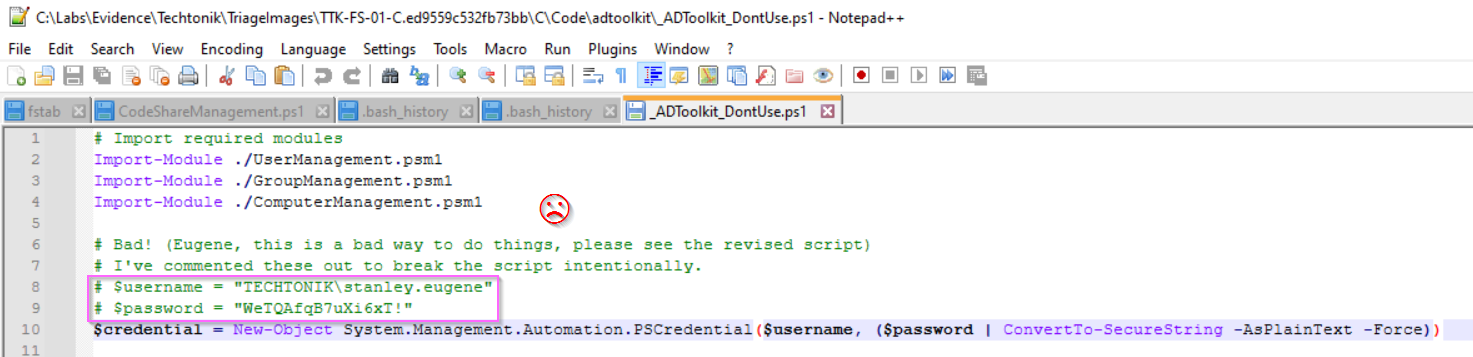 C:\Labs\Evidence\Techtonik\TriageImages\TTK-FS-01-C.ed9559c532fb73bb\C\Code\adtoolkit\_ADToolkit_DontUse.ps1 - Notepad++
File Edit Search View Encoding Language Settings Tools Macro Run Plugins Window ?
fstab CodeShareManagement.ps1 .bash_history .bash_history _ADToolkit_DontUse.ps1
1 # Import required modules
2 Import-Module ./UserManagement.psm1
3 Import-Module ./GroupManagement.psm1
4 Import-Module ./ComputerManagement.psm1
5
6 # Bad! (Eugene, this is a bad way to do things, please see the revised script)
7 # I've commented these out to break the script intentionally.
8 # $username = "TECHTONIK\stanley.eugene"
9 # $password = "WeTQAfqB7uXi6xT!"
10 $credential = New-Object System.Management.Automation.PSCredential($username, ($password | ConvertTo-SecureString -AsPlainText -Force))
11